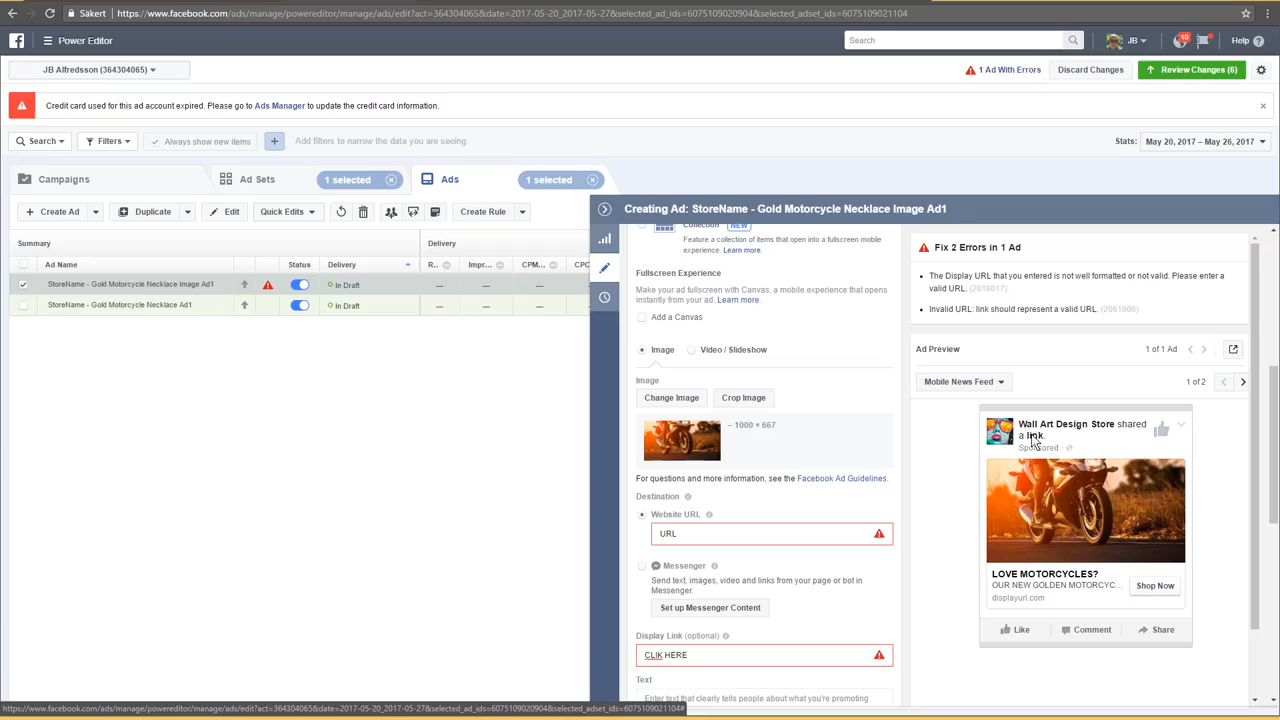 Säkert
https://www.facebook.com/ads/manage/powereditor/manage/ads/edit?act=364304065&date=2017-05-20_2017-05-27&selected_ad_ids=6075109020904&selected_adset_ids=6075109021104
Power Editor
Search
JB
10
Help
JB Alfredsson (364304065)
1 Ad With Errors
Discard Changes
Review Changes (6)
Credit card used for this ad account expired. Please go to Ads Manager to update the credit card information.
Search
Filters
Always show new items
Add filters to narrow the data you are seeing.
Stats:
May 20, 2017 – May 26, 2017
Campaigns
Ad Sets
1 selected
Ads
1 selected
Create Ad
Duplicate
Edit
Quick Edits
Create Rule
Creating Ad: StoreName - Gold Motorcycle Necklace Image Ad1
Summary
Delivery
Ad Name
Status
Delivery
R...
Impr...
CPM...
CPC
StoreName - Gold Motorcycle Necklace Image Ad1
In Draft
StoreName - Gold Motorcycle Necklace Ad1
In Draft
Collection
NEW
Feature a collection of items that open into a fullscreen mobile
experience. Learn more.
Fullscreen Experience
Make your ad fullscreen with Canvas, a mobile experience that opens
instantly from your ad. Learn more.
Add a Canvas
Image
Video / Slideshow
Image
Change Image
Crop Image
– 1000 × 667
For questions and more information, see the Facebook Ad Guidelines.
Destination
Website URL
URL
Messenger
Send text, images, video and links from your page or bot in
Messenger.
Set up Messenger Content
Display Link (optional)
CLIK HERE
Text
Enter text that clearly tells people about what you're promoting
Fix 2 Errors in 1 Ad
The Display URL that you entered is not well formatted or not valid. Please enter a
valid URL. (2016017)
Invalid URL: link should represent a valid URL. (2061006)
Ad Preview
1 of 1 Ad
Mobile News Feed
1 of 2
Wall Art Design Store shared
a link.
Sponsored
LOVE MOTORCYCLES?
OUR NEW GOLDEN MOTORCYC...
displayurl.com
Shop Now
Like
Comment
Share
https://www.facebook.com/ads/manage/powereditor/manage/ads/edit?act=364304065&date=2017-05-20_2017-05-27&selected_ad_ids=6075109020904&selected_adset_ids=6075109021104#